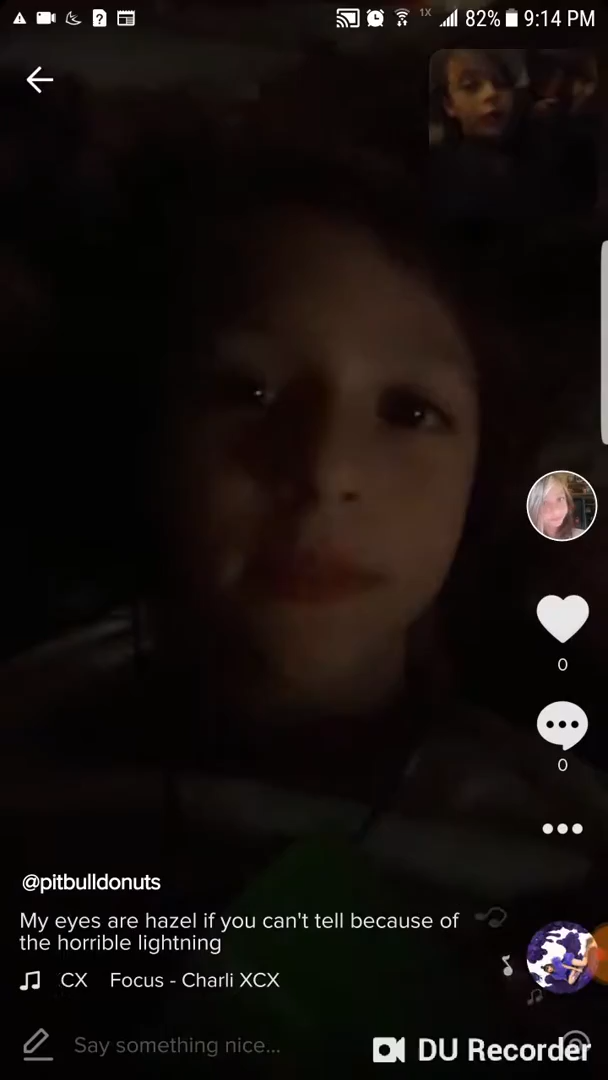 1X 82% 9:14 PM
@pitbulldonuts
My eyes are hazel if you can't tell because of
the horrible lightning
CX Focus - Charli XCX
0
0
Say something nice...
DU Recorder